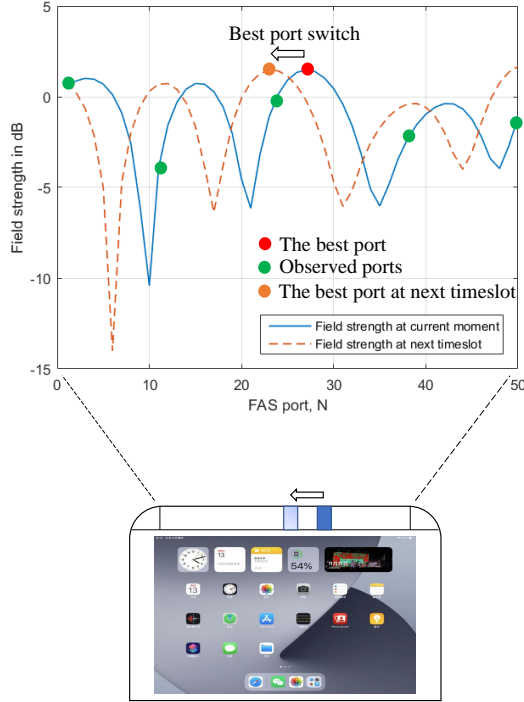 Best port switch
5
0
-5
-10
-15
Field strength in dB
The best port
Observed ports
The best port at next timeslot
Field strength at current moment
Field strength at next timeslot
0
10
20
30
40
50
FAS port, N
13
54%
13